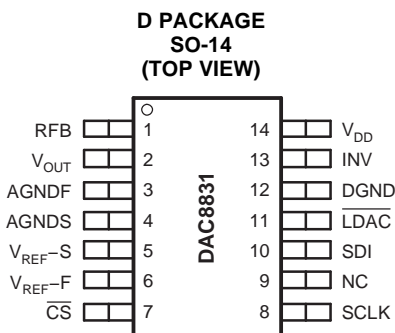 D PACKAGE
SO-14
(TOP VIEW)
RFB 1 14 VDD
VOUT 2 13 INV
AGNDF 3 12 DGND
AGNDS 4 11 LDAC
VREF−S 5 10 SDI
VREF−F 6 9 NC
CS 7 8 SCLK
DAC8831